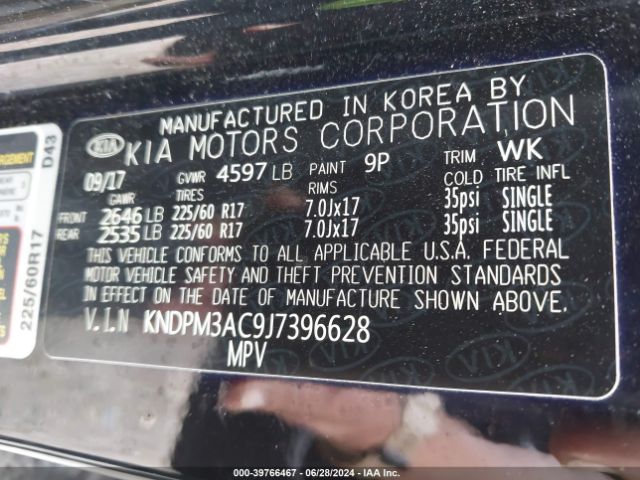 MANUFACTURED IN KOREA BY
KIA KIA MOTORS CORPORATION
09/17 GVWR 4597 LB PAINT 9P TRIM WK
GAWR TIRES RIMS COLD TIRE INFL
FRONT 2646 LB 225/60 R17 7.0Jx17 35psi SINGLE
REAR 2535 LB 225/60 R17 7.0Jx17 35psi SINGLE
THIS VEHICLE CONFORMS TO ALL APPLICABLE U.S.A. FEDERAL
MOTOR VEHICLE SAFETY AND THEFT PREVENTION STANDARDS
IN EFFECT ON THE DATE OF MANUFACTURE SHOWN ABOVE.
V.I.N KNDPM3AC9J7396628
MPV
D43
225/60R17
000-39766467 | 06/28/2024 | IAA Inc.